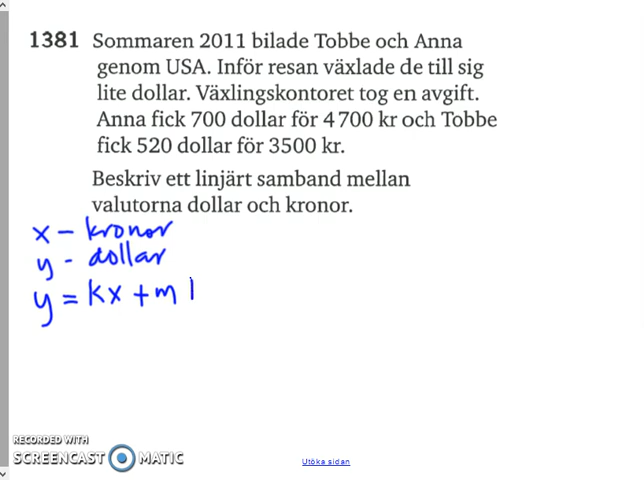 1381 Sommaren 2011 bilade Tobbe och Anna
genom USA. Inför resan växlade de till sig
lite dollar. Växlingskontoret tog en avgift.
Anna fick 700 dollar för 4 700 kr och Tobbe
fick 520 dollar för 3500 kr.
Beskriv ett linjärt samband mellan
valutorna dollar och kronor.
x – kronor
y - dollar
y = kx + m
RECORDED WITH
SCREENCAST MATIC
Utöka sidan